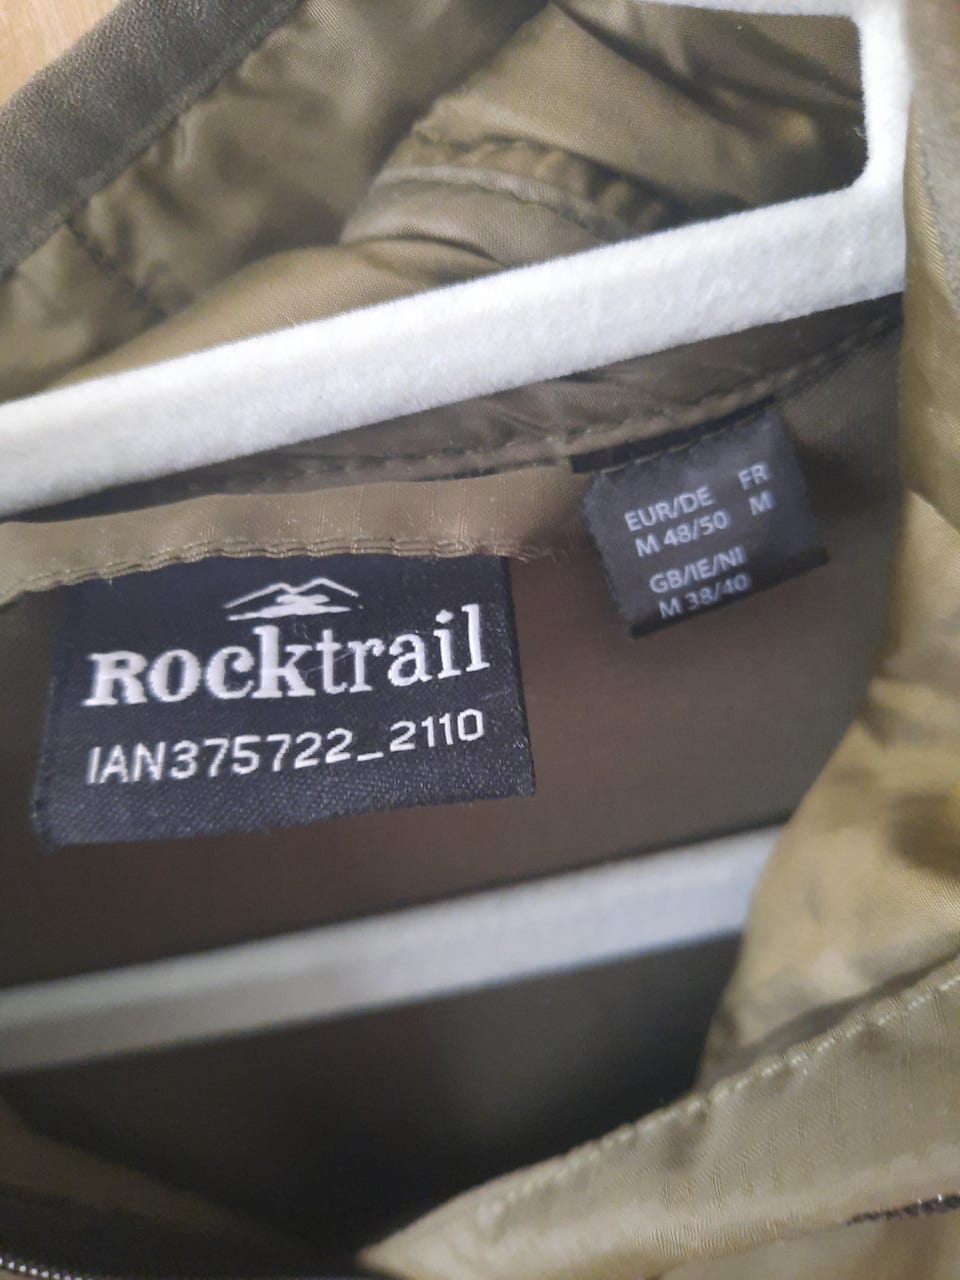 Rocktrail
IAN375722_2110
EUR/DE FR
M 48/50 M
GB/IE/NI
M 38/40